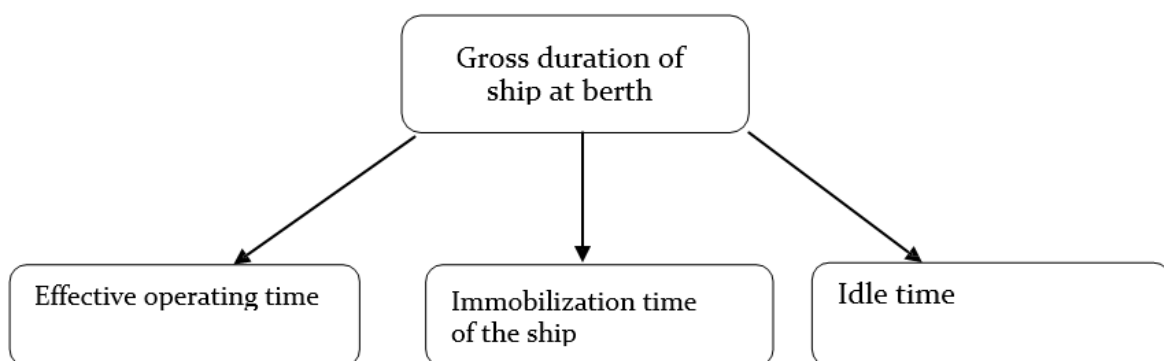 Gross duration of
ship at berth
Effective operating time
Immobilization time
of the ship
Idle time